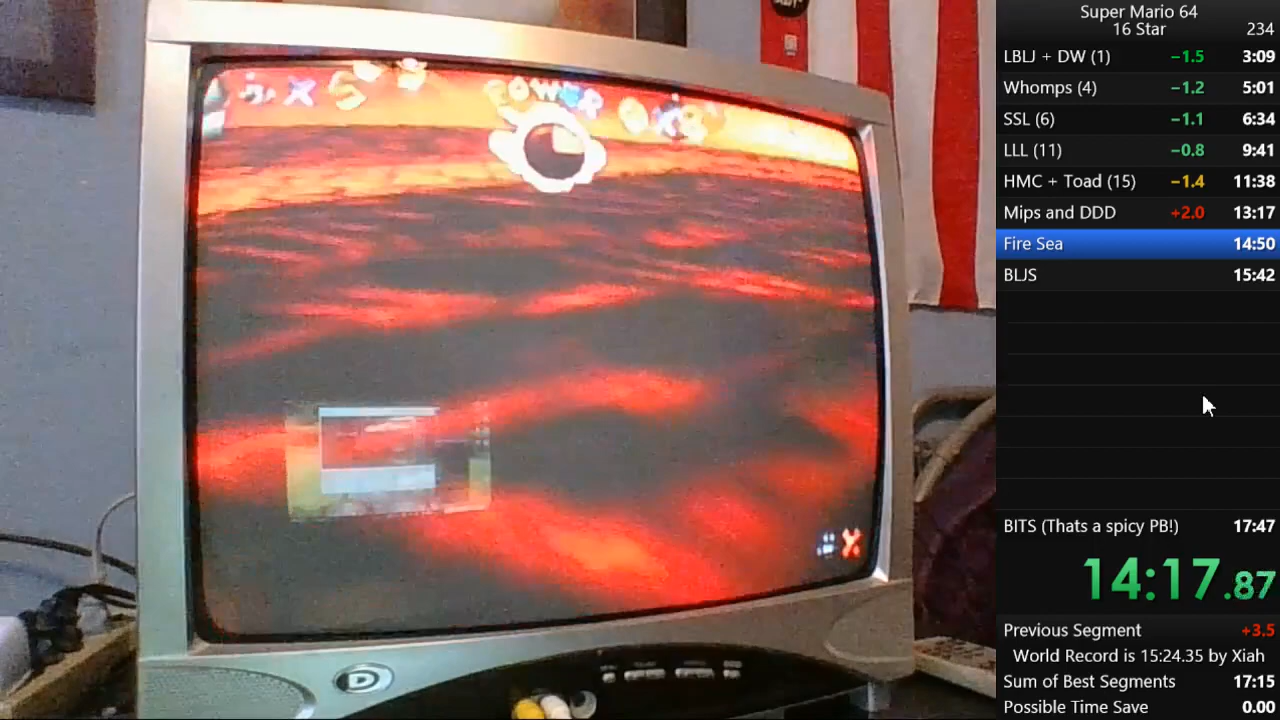 POWER
Super Mario 64
16 Star 234
LBLJ + DW (1) −1.5 3:09
Whomps (4) −1.2 5:01
SSL (6) −1.1 6:34
LLL (11) −0.8 9:41
HMC + Toad (15) −1.4 11:38
Mips and DDD +2.0 13:17
Fire Sea 14:50
BLJS 15:42
BITS (Thats a spicy PB!) 17:47
14:17.87
Previous Segment +3.5
World Record is 15:24.35 by Xiah
Sum of Best Segments 17:15
Possible Time Save 0.00
D